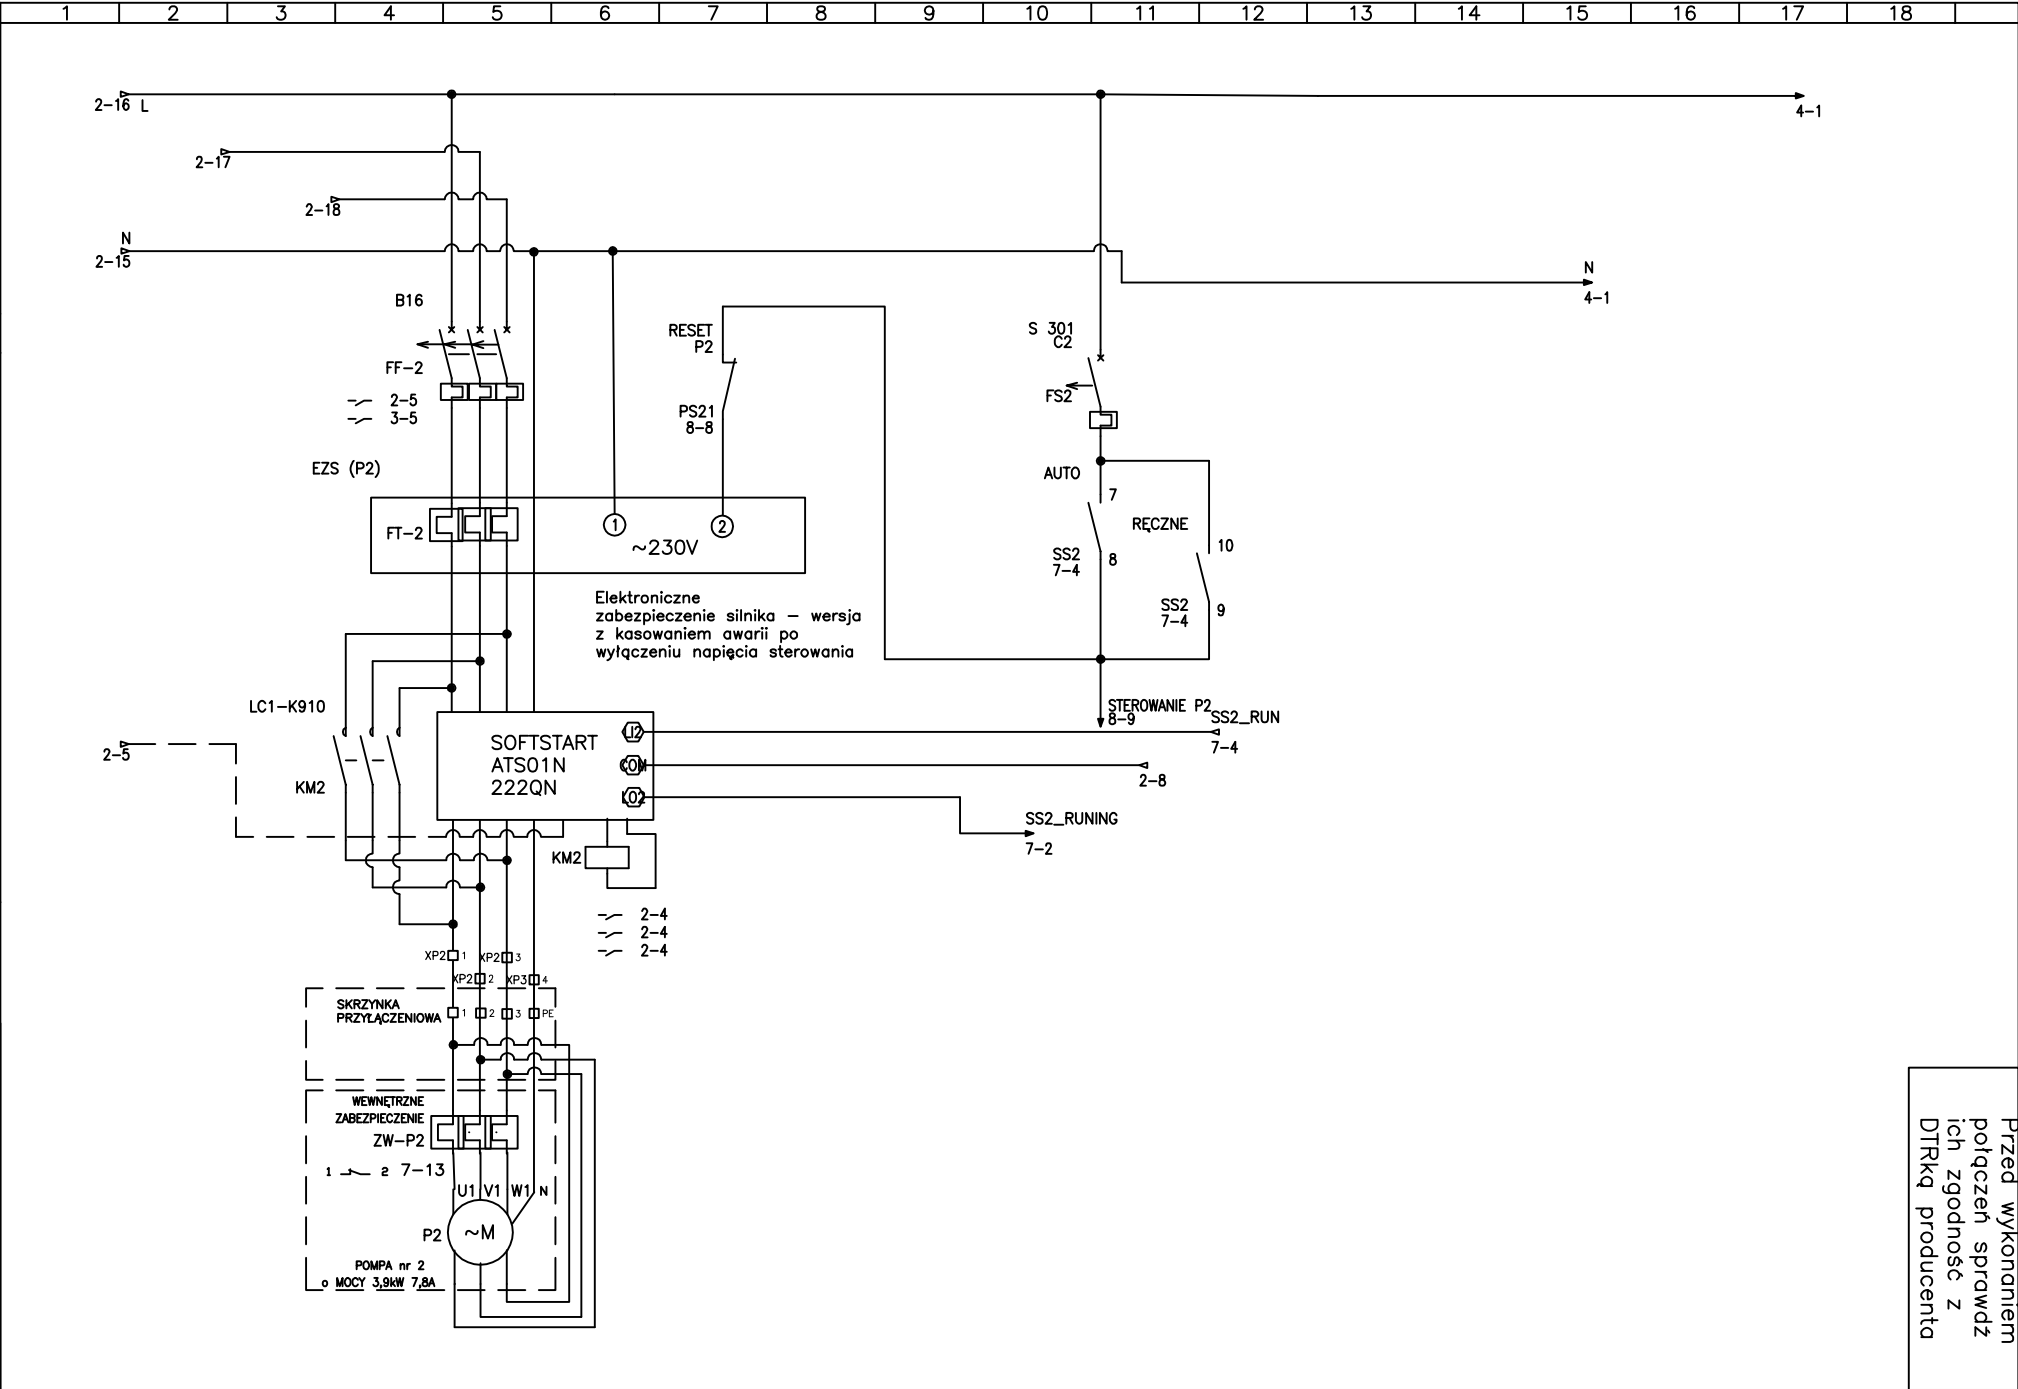 1 2 3 4 5 6 7 8 9 10 11 12 13 14 15 16 17 18
2-16 L
4-1
2-17
2-18
N
2-15
N
4-1
B16
FF-2
2-5
3-5
RESET
P2
PS21
8-8
S 301
C2
FS2
EZS (P2)
FT-2
1
2
~230V
AUTO
7
SS2
7-4
8
RĘCZNE
10
SS2
7-4
9
Elektroniczne
zabezpieczenie silnika – wersja
z kasowaniem awarii po
wyłączeniu napięcia sterowania
STEROWANIE P2
8-9
LC1-K910
KM2
2-5
SOFTSTART
ATS01N
222QN
LI2
COM
LO2
SS2_RUN
7-4
2-8
SS2_RUNING
7-2
KM2
2-4
2-4
2-4
XP2 1
XP2 3
XP2 2
XP3 4
SKRZYNKA
PRZYŁĄCZENIOWA
1 2 3 PE
WEWNĘTRZNE
ZABEZPIECZENIE
ZW-P2
1 2 7-13
U1 V1 W1 N
P2
~M
POMPA nr 2
o MOCY 3,9kW 7,8A
Przed wykonaniem
połączeń sprawdź
ich zgodność z
DTRką producenta